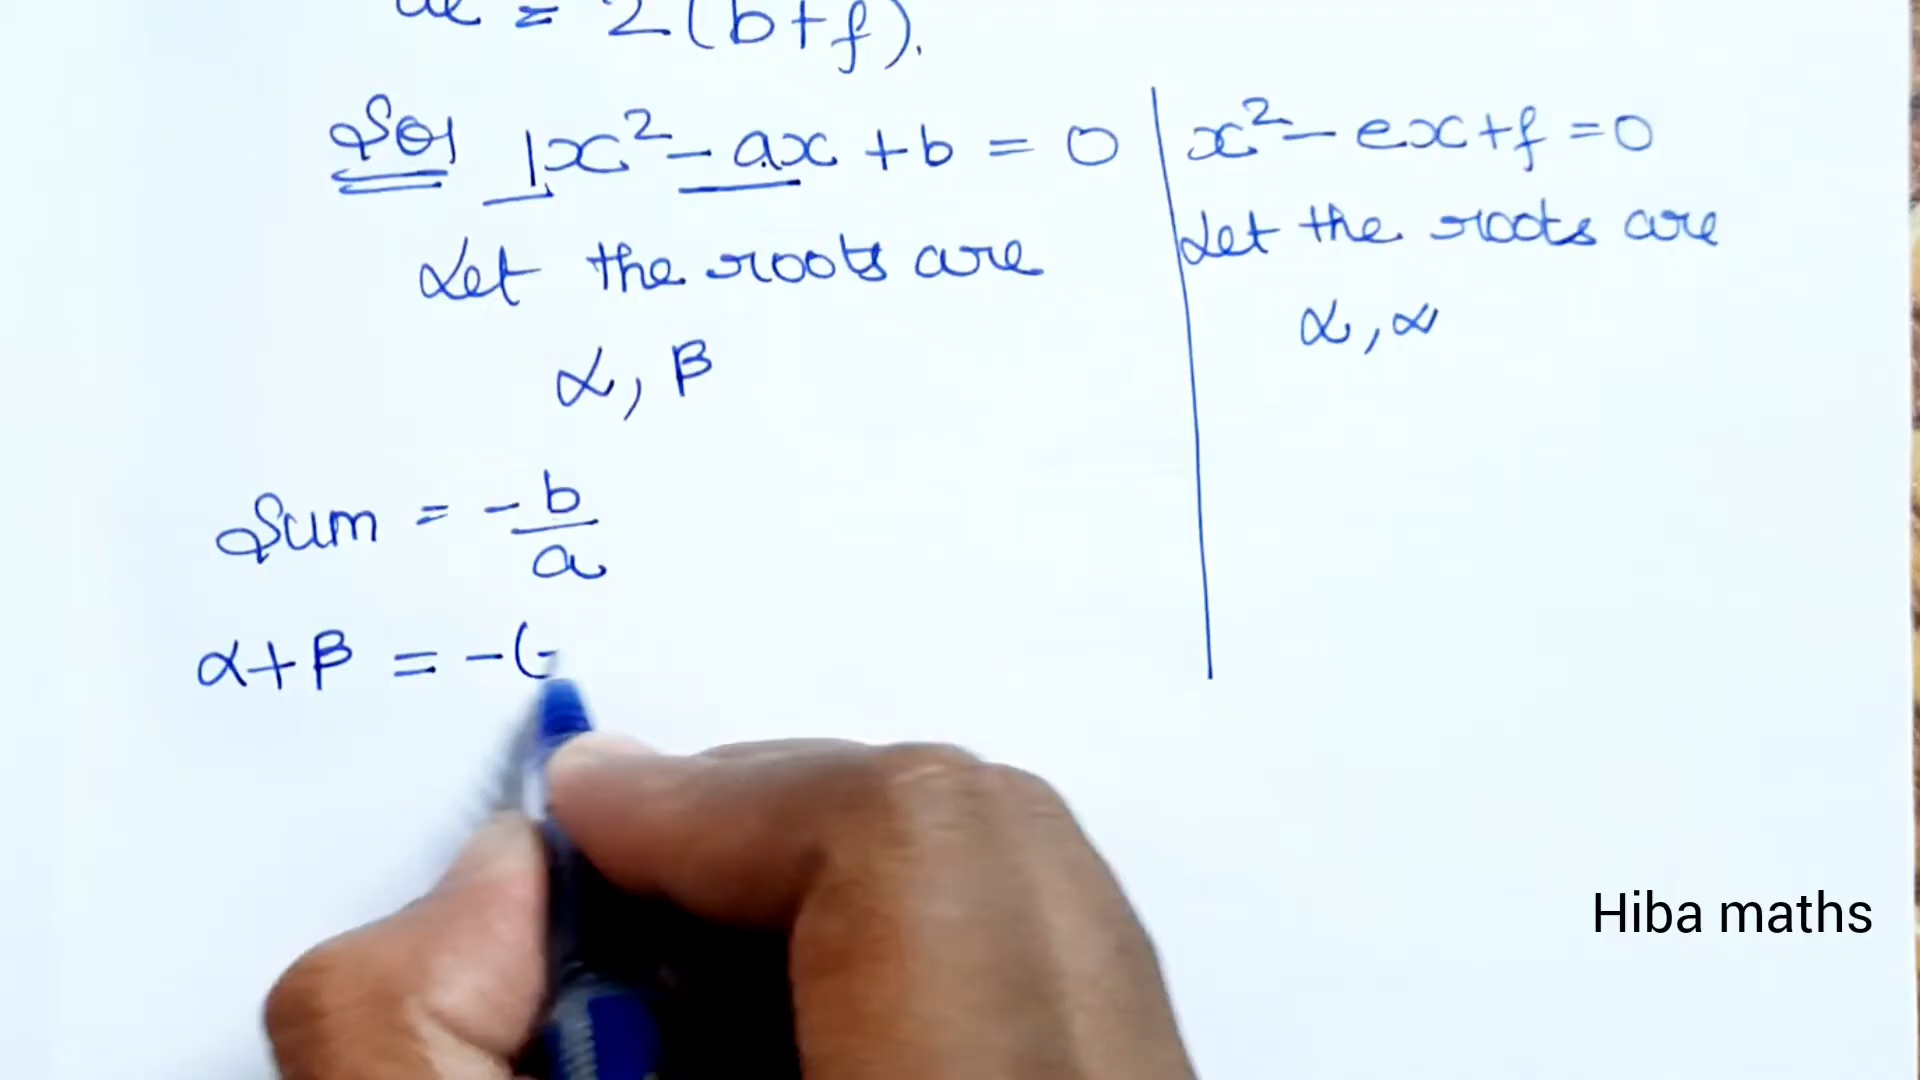 ae = 2(b+f).
Sol 1x² - ax + b = 0
Let the roots are
α, β
Sum = -b/a
α+β = -(-
x² - ex + f = 0
Let the roots are
α, α
Hiba maths